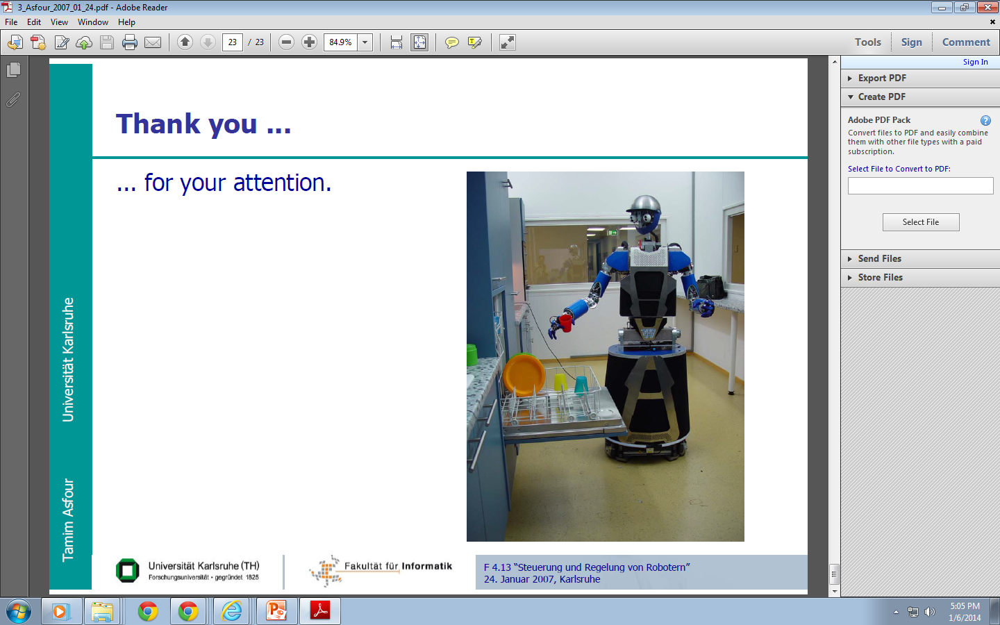 3_Asfour_2007_01_24.pdf - Adobe Reader
File Edit View Window Help
23 / 23 84.9% Tools Sign Comment
Sign In
Export PDF
Create PDF
Adobe PDF Pack
Convert files to PDF and easily combine
them with other file types with a paid
subscription.
Select File to Convert to PDF:
Select File
Send Files
Store Files
Thank you ...
... for your attention.
Universität Karlsruhe
Tamim Asfour
Universität Karlsruhe (TH)
Forschungsuniversität • gegründet 1825
Fakultät für Informatik
F 4.13 “Steuerung und Regelung von Robotern”
24. Januar 2007, Karlsruhe
5:05 PM
1/6/2014